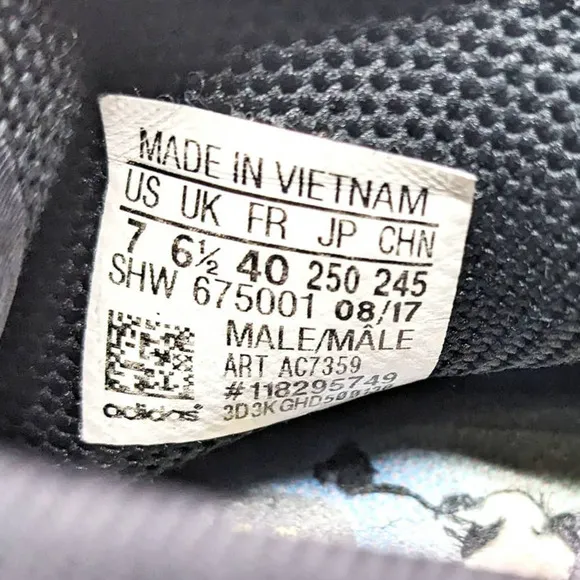 MADE IN VIETNAM
US UK FR JP CHN
7 6½ 40 250 245
SHW 675001 08/17
MALE/MÂLE
ART AC7359
#118295749
adidas